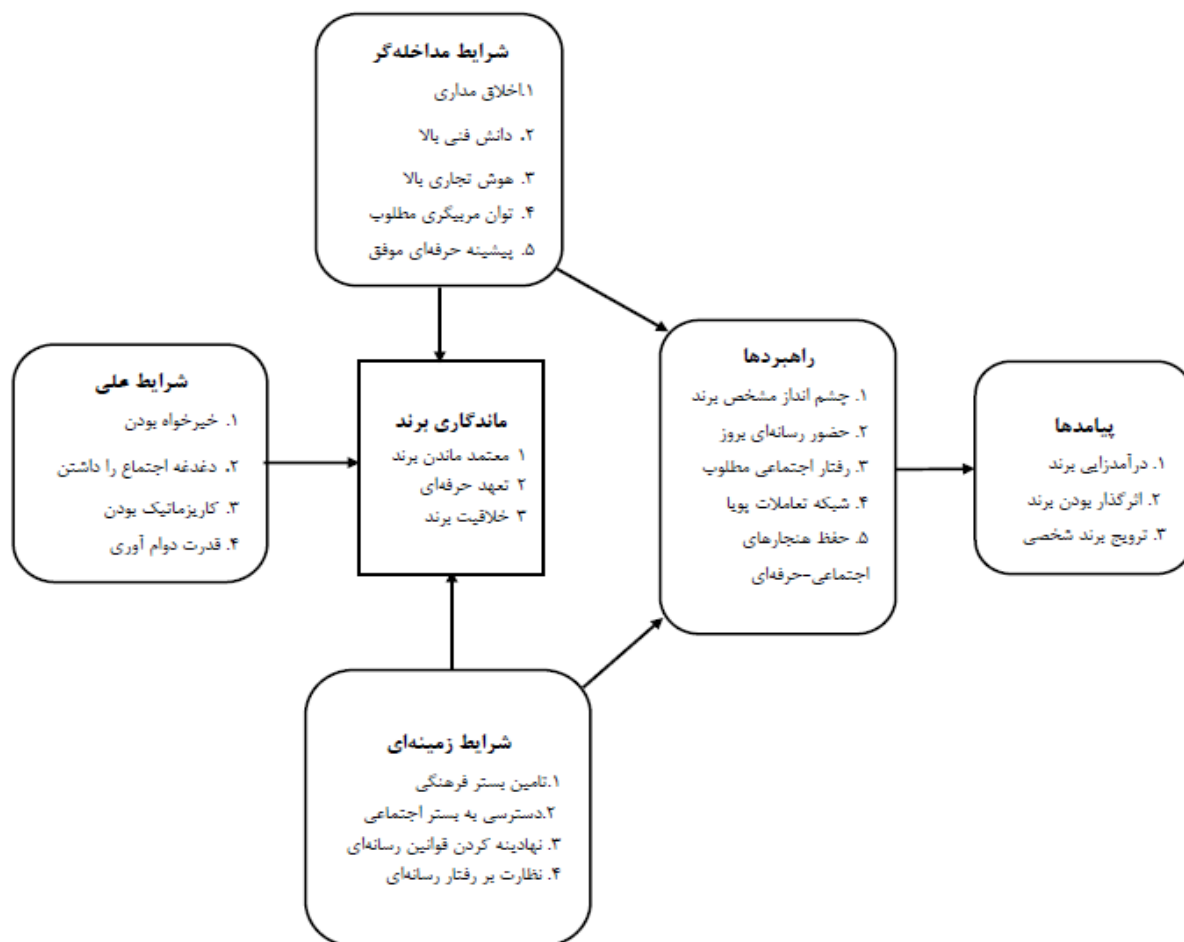 شرایط مداخله‌گر
۱.اخلاق مداری
۲. دانش فنی بالا
۳. هوش تجاری بالا
۴. توان مربیگری مطلوب
۵. پیشینه حرفه‌ای موفق
شرایط علی
۱. خیرخواه بودن
۲. دغدغه اجتماع را داشتن
۳. کاریزماتیک بودن
۴. قدرت دوام آوری
ماندگاری برند
۱ معتمد ماندن برند
۲ تعهد حرفه‌ای
۳ خلاقیت برند
راهبردها
۱. چشم انداز مشخص برند
۲. حضور رسانه‌ای بروز
۳. رفتار اجتماعی مطلوب
۴. شبکه تعاملات پویا
۵. حفظ هنجارهای
اجتماعی-حرفه‌ای
پیامدها
۱. درآمدزایی برند
۲. اثرگذار بودن برند
۳. ترویج برند شخصی
شرایط زمینه‌ای
۱.تامین بستر فرهنگی
۲.دسترسی به بستر اجتماعی
۳. نهادینه کردن قوانین رسانه‌ای
۴. نظارت بر رفتار رسانه‌ای